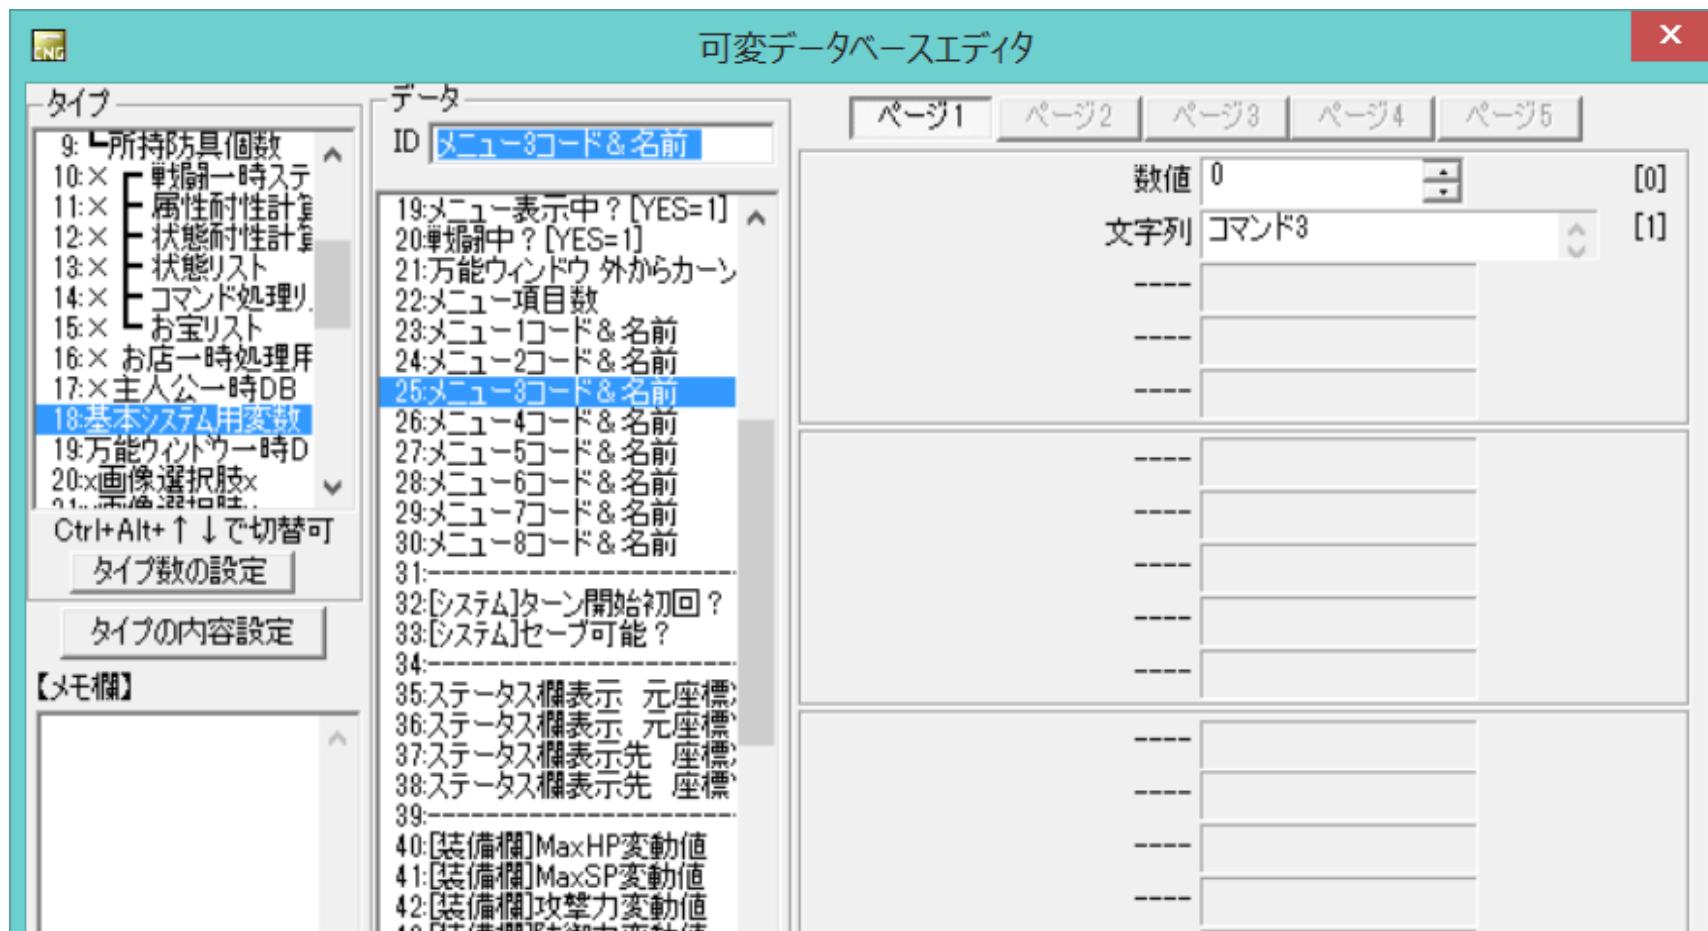 可変データベースエディタ
タイプ
9:┗所持防具個数
10:×┏戦闘一時ステ
11:×┣属性耐性計算
12:×┣状態耐性計算
13:×┣状態リスト
14:×┣コマンド処理リ
15:×┗お宝リスト
16:× お店一時処理用
17:×主人公一時DB
18:基本システム用変数
19:万能ウィンドウ一時D
20:x画像選択肢x
Ctrl+Alt+↑↓で切替可
タイプ数の設定
タイプの内容設定
【メモ欄】
データ
ID メニュー3コード&名前
19:メニュー表示中?[YES=1]
20:戦闘中?[YES=1]
21:万能ウィンドウ 外からカーソ
22:メニュー項目数
23:メニュー1コード&名前
24:メニュー2コード&名前
25:メニュー3コード&名前
26:メニュー4コード&名前
27:メニュー5コード&名前
28:メニュー6コード&名前
29:メニュー7コード&名前
30:メニュー8コード&名前
31:----------------------
32:[システム]ターン開始初回?
33:[システム]セーブ可能?
34:----------------------
35:ステータス欄表示 元座標
36:ステータス欄表示 元座標
37:ステータス欄表示先 座標
38:ステータス欄表示先 座標
39:----------------------
40:[装備欄]MaxHP変動値
41:[装備欄]MaxSP変動値
42:[装備欄]攻撃力変動値
ページ1 ページ2 ページ3 ページ4 ページ5
数値 0 [0]
文字列 コマンド3 [1]
----
----
----
----
----
----
----
----
----
----
----
----